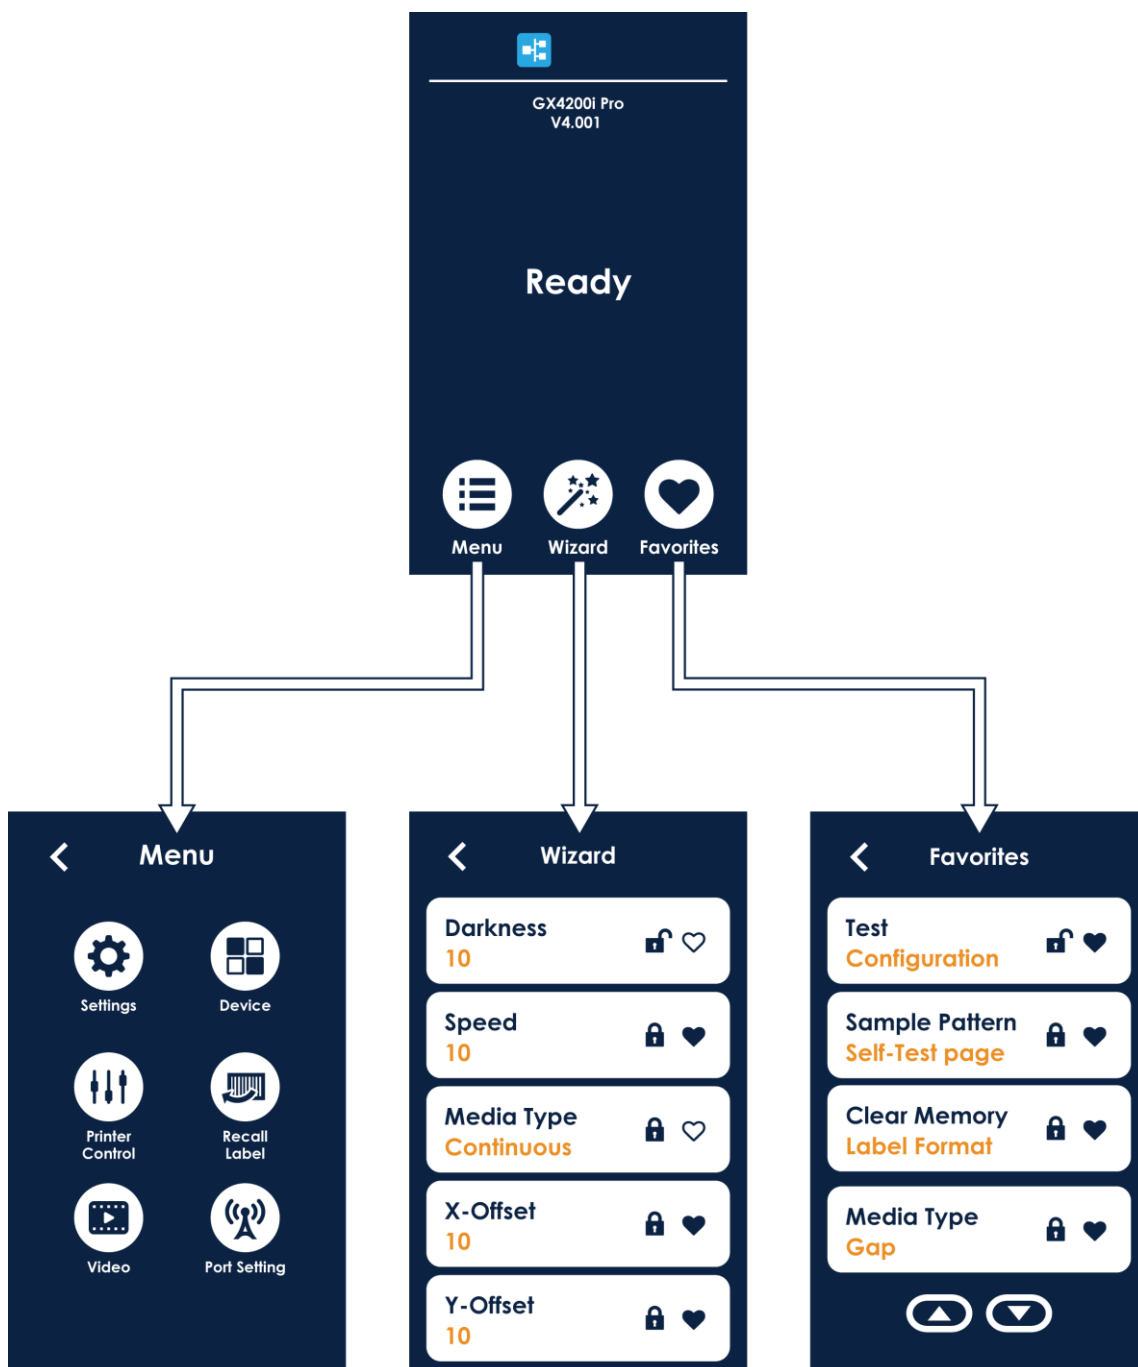 GX4200i Pro
V4.001
Ready
Menu
Wizard
Favorites
Menu
Settings
Device
Printer
Control
Recall
Label
Video
Port Setting
Wizard
Darkness
10
Speed
10
Media Type
Continuous
X-Offset
10
Y-Offset
10
Favorites
Test
Configuration
Sample Pattern
Self-Test page
Clear Memory
Label Format
Media Type
Gap